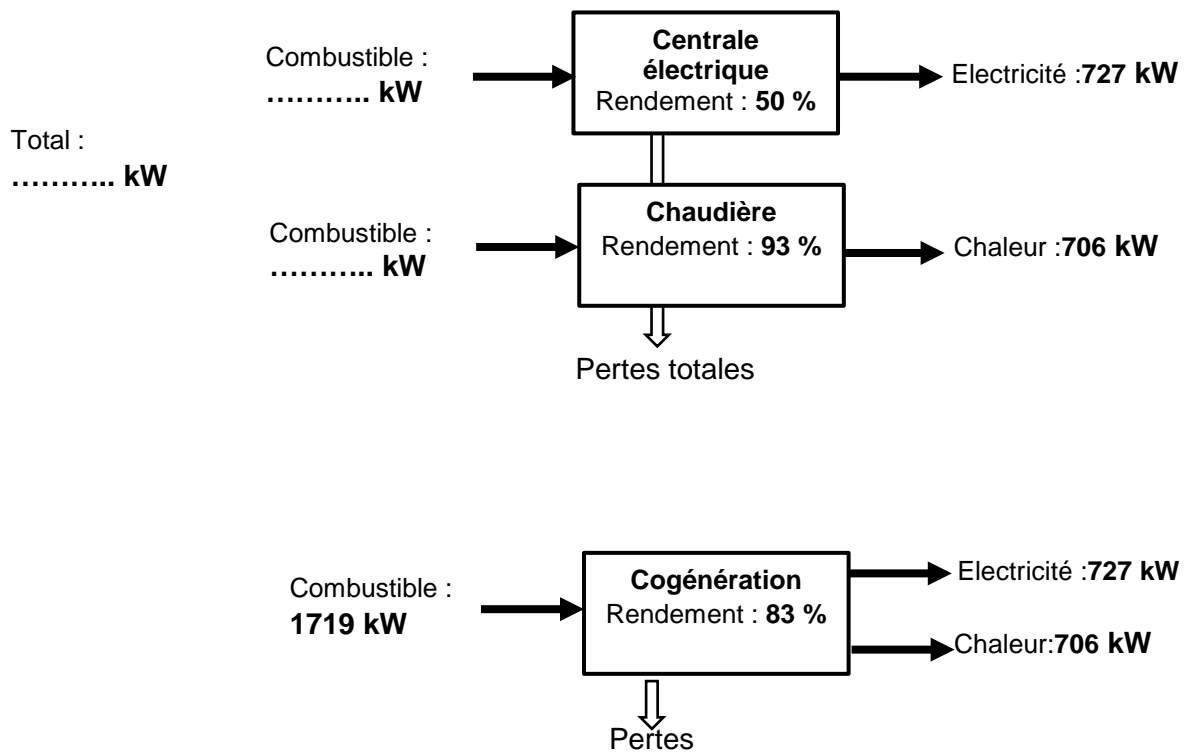 Combustible :
……….. kW
Centrale
électrique
Rendement : 50 %
Electricité :727 kW
Total :
……….. kW
Combustible :
……….. kW
Chaudière
Rendement : 93 %
Chaleur :706 kW
Pertes totales
Combustible :
1719 kW
Cogénération
Rendement : 83 %
Electricité :727 kW
Chaleur:706 kW
Pertes